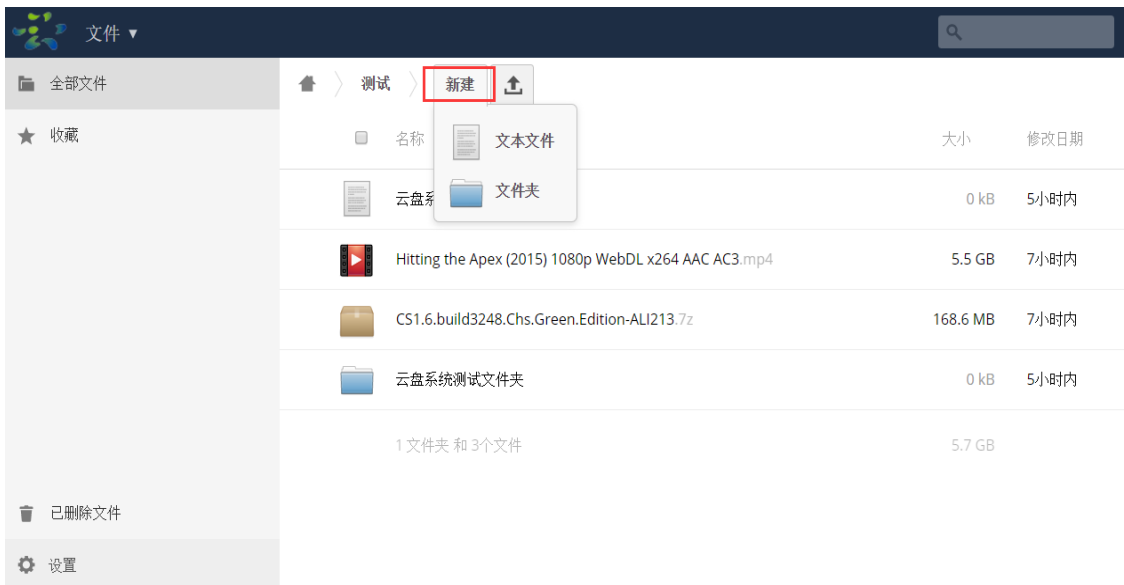 文件 ▼
全部文件
收藏
已删除文件
设置
测试 新建
文本文件
文件夹
名称 大小 修改日期
云盘系 0 kB 5小时内
Hitting the Apex (2015) 1080p WebDL x264 AAC AC3.mp4 5.5 GB 7小时内
CS1.6.build3248.Chs.Green.Edition-ALI213.7z 168.6 MB 7小时内
云盘系统测试文件夹 0 kB 5小时内
1 文件夹 和 3个文件 5.7 GB